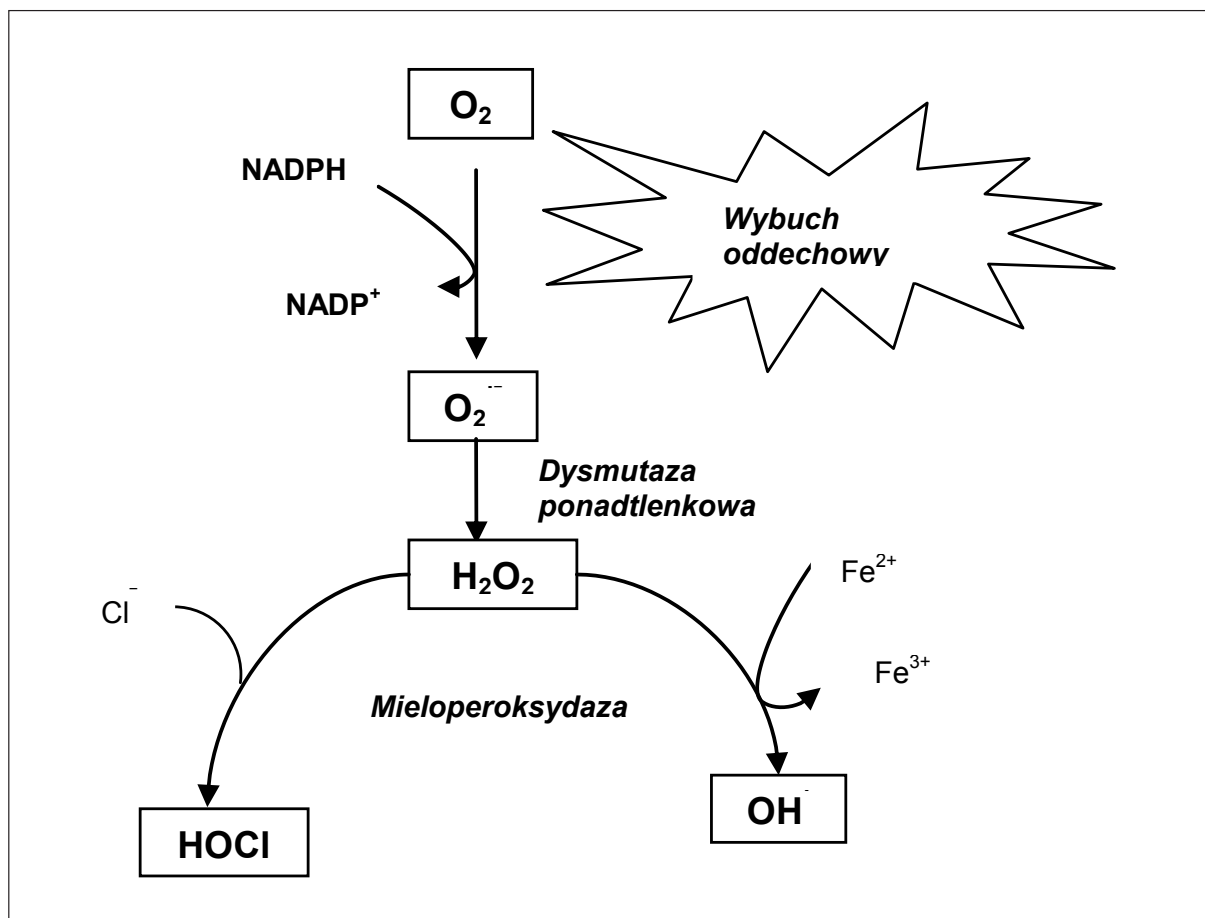 O₂
NADPH
Wybuch
oddechowy
NADP⁺
O₂˙⁻
Dysmutaza
ponadtlenkowa
H₂O₂
Fe²⁺
Cl⁻
Fe³⁺
Mieloperoksydaza
OH˙
HOCl